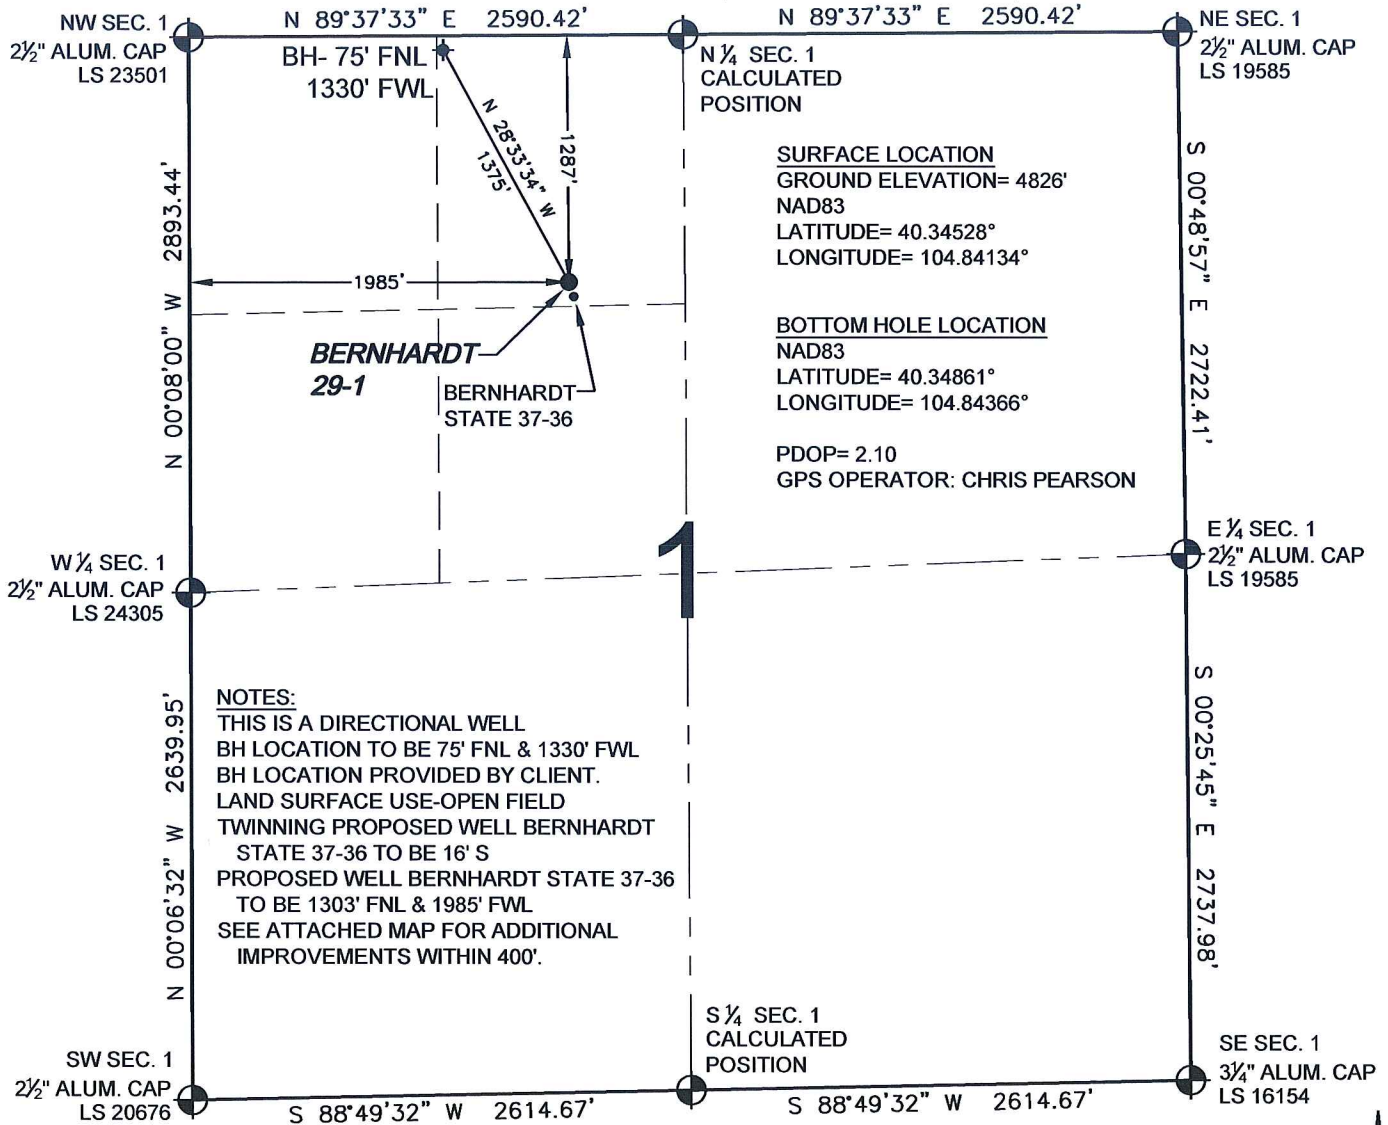 N 89°37'33" E 2590.42'
N 89°37'33" E 2590.42'
NW SEC. 1
2½" ALUM. CAP
LS 23501
BH- 75' FNL
1330' FWL
N ¼ SEC. 1
CALCULATED
POSITION
NE SEC. 1
2½" ALUM. CAP
LS 19585
N 28°33'34" W
1375'
1287'
1985'
N 00°08'00" W 2893.44'
SURFACE LOCATION
GROUND ELEVATION= 4826'
NAD83
LATITUDE= 40.34528°
LONGITUDE= 104.84134°
BOTTOM HOLE LOCATION
NAD83
LATITUDE= 40.34861°
LONGITUDE= 104.84366°
PDOP= 2.10
GPS OPERATOR: CHRIS PEARSON
S 00°48'57" E 2722.41'
BERNHARDT
29-1
BERNHARDT
STATE 37-36
1
W ¼ SEC. 1
2½" ALUM. CAP
LS 24305
E ¼ SEC. 1
2½" ALUM. CAP
LS 19585
N 00°06'32" W 2639.95'
NOTES:
THIS IS A DIRECTIONAL WELL
BH LOCATION TO BE 75' FNL & 1330' FWL
BH LOCATION PROVIDED BY CLIENT.
LAND SURFACE USE-OPEN FIELD
TWINNING PROPOSED WELL BERNHARDT
STATE 37-36 TO BE 16' S
PROPOSED WELL BERNHARDT STATE 37-36
TO BE 1303' FNL & 1985' FWL
SEE ATTACHED MAP FOR ADDITIONAL
IMPROVEMENTS WITHIN 400'.
S 00°25'45" E 2737.98'
SW SEC. 1
2½" ALUM. CAP
LS 20676
S ¼ SEC. 1
CALCULATED
POSITION
SE SEC. 1
3¼" ALUM. CAP
LS 16154
S 88°49'32" W 2614.67'
S 88°49'32" W 2614.67'